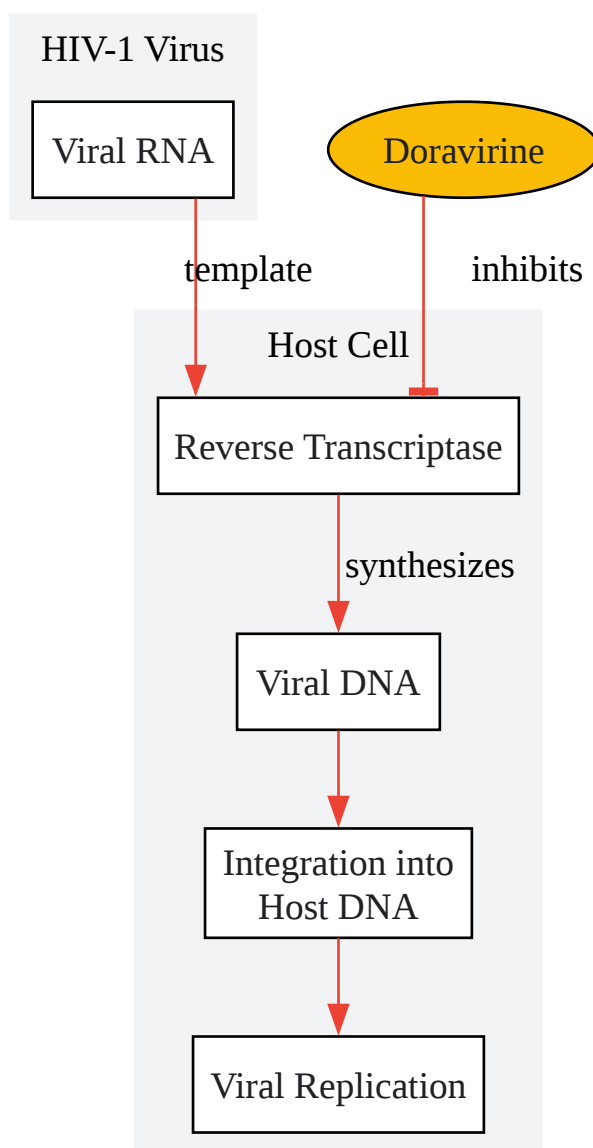 HIV-1 Virus
Viral RNA
Doravirine
template
inhibits
Host Cell
Reverse Transcriptase
synthesizes
Viral DNA
Integration into
Host DNA
Viral Replication